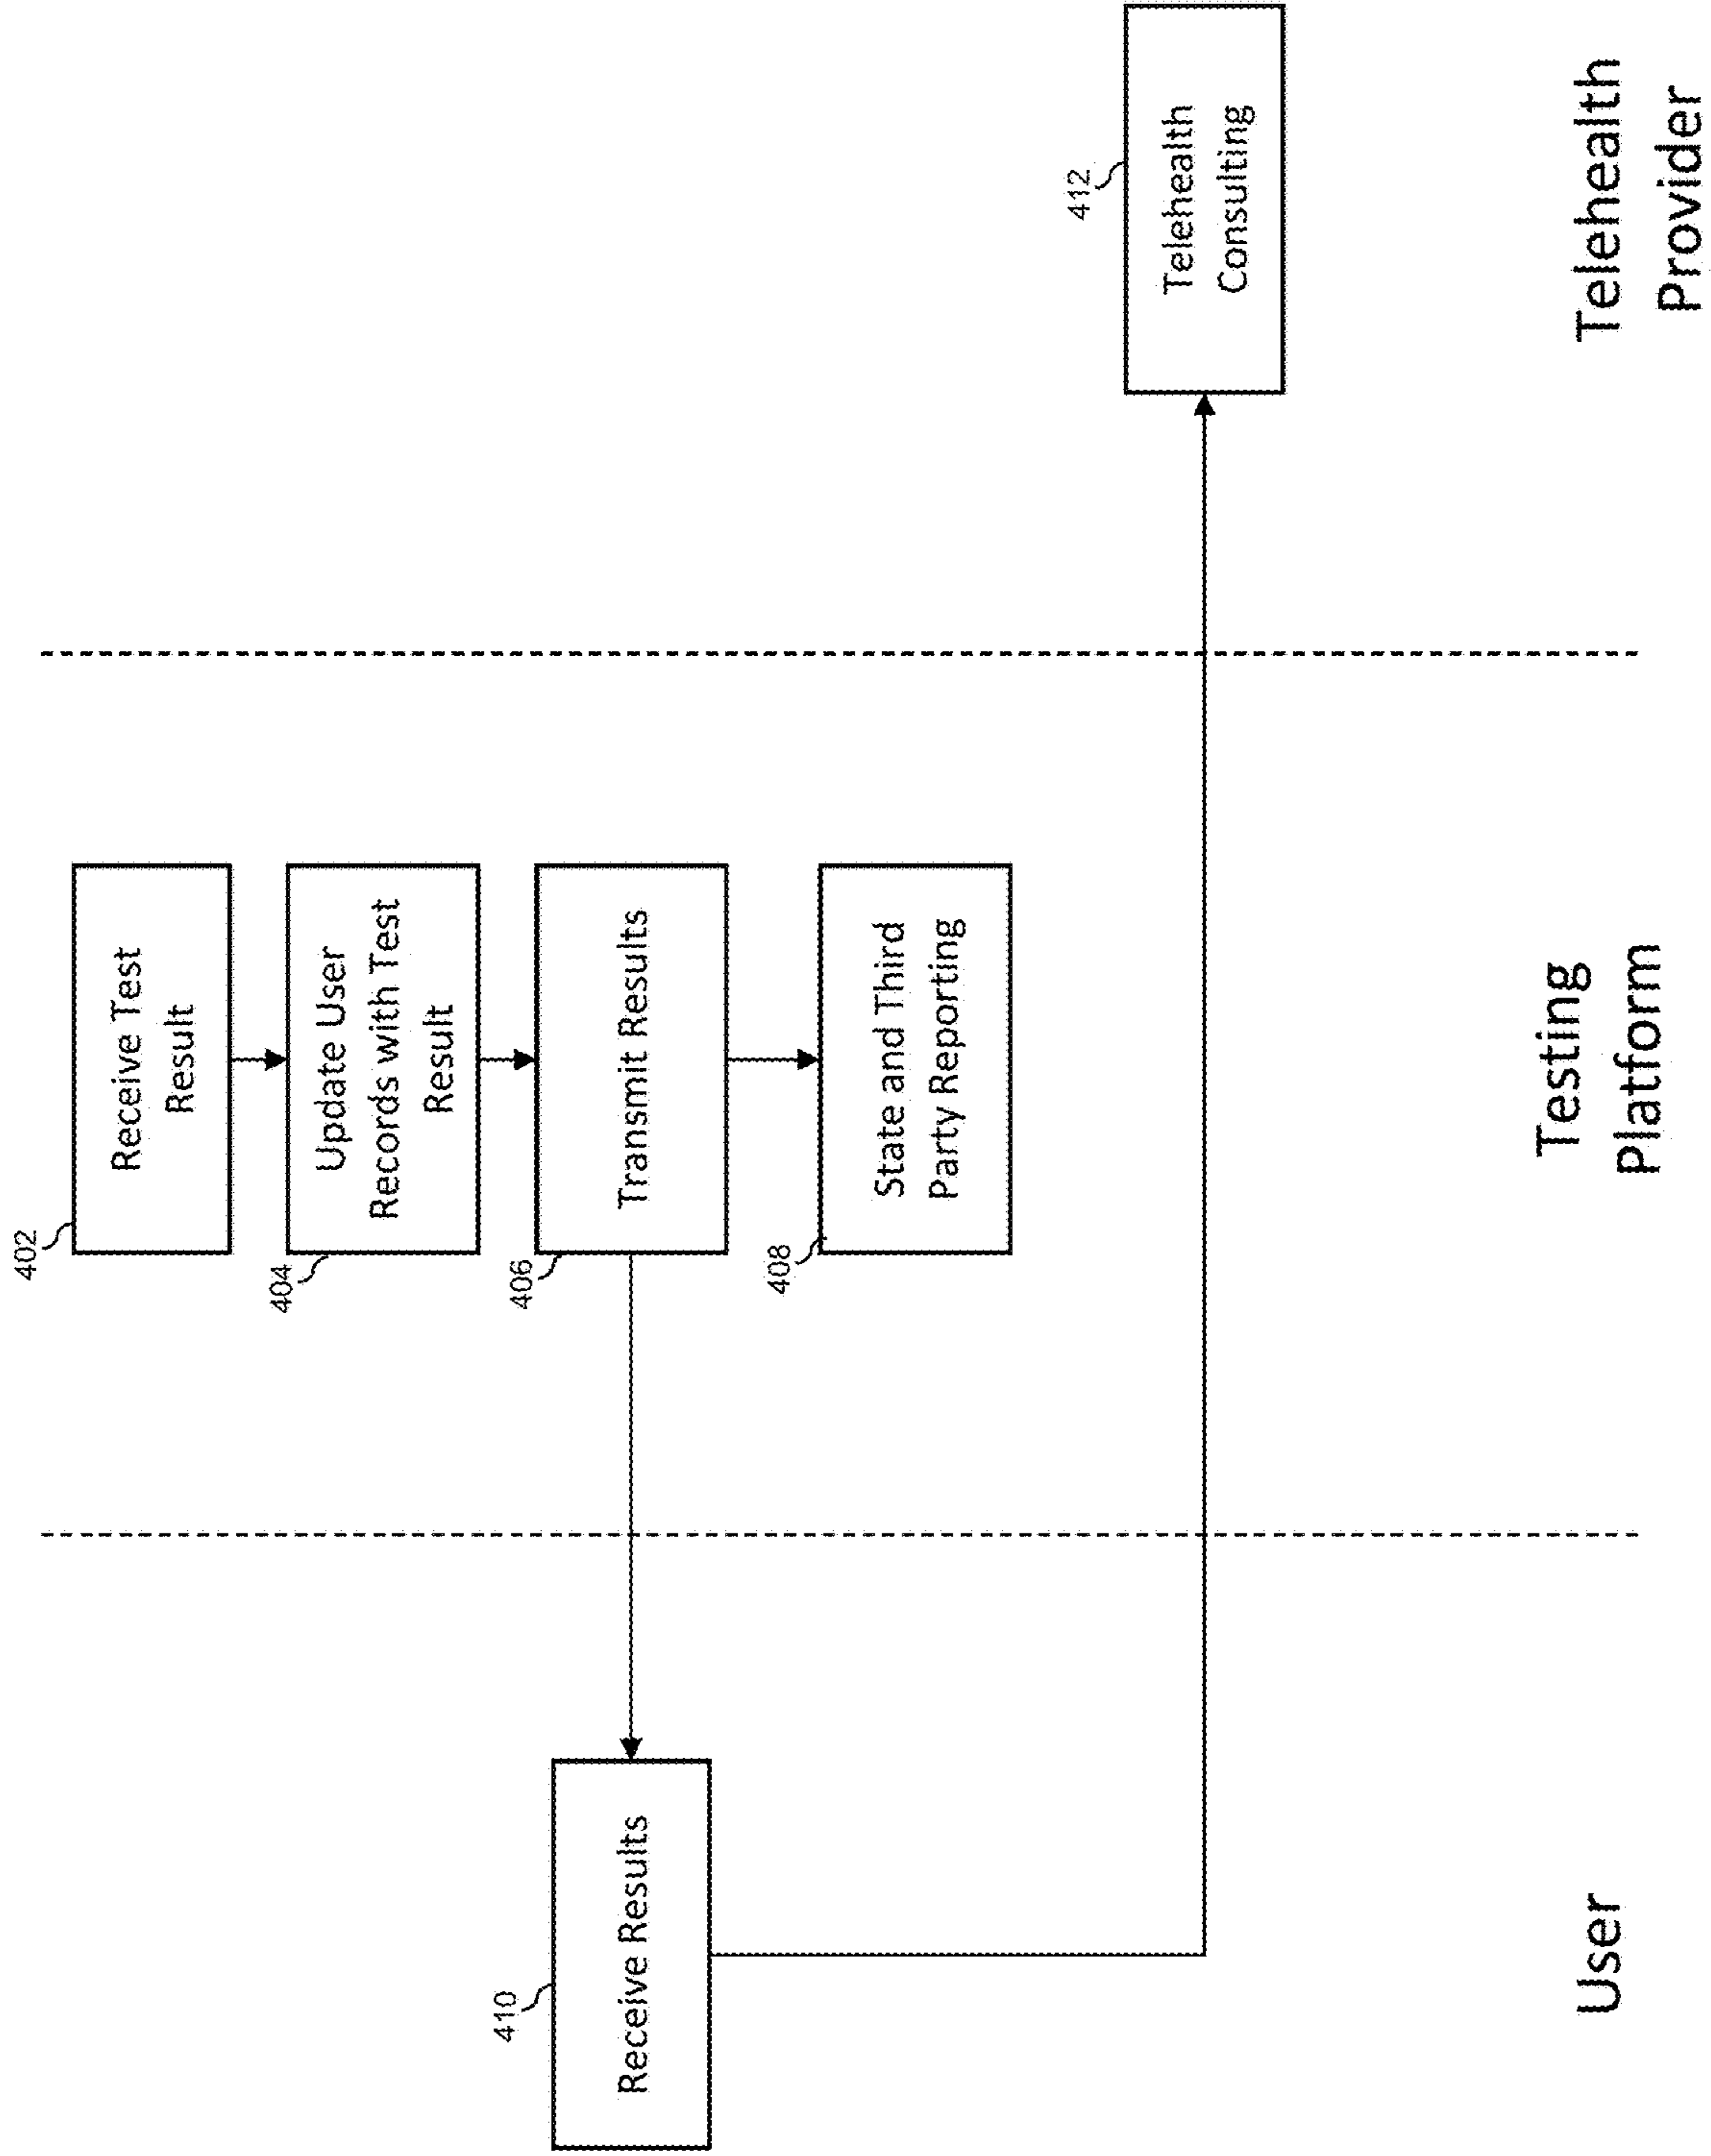 402
Receive Test
Result
404
Update User
Records with Test
Result
406
Transmit Results
408
State and Third
Party Reporting
410
Receive Results
412
Telehealth
Consulting
User
Testing
Platform
Telehealth
Provider